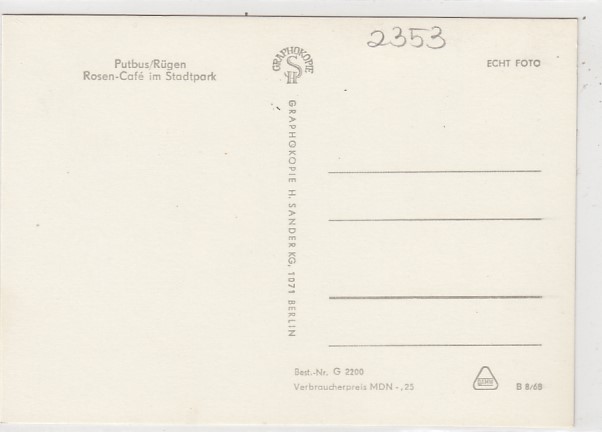 2353
Putbus/Rügen
Rosen-Café im Stadtpark
GRAPHOKOPIE
SH
ECHT FOTO
GRAPHOKOPIE H. SANDER KG, 1071 BERLIN
Best.-Nr. G 2200
Verbraucherpreis MDN -,25
B 8/68